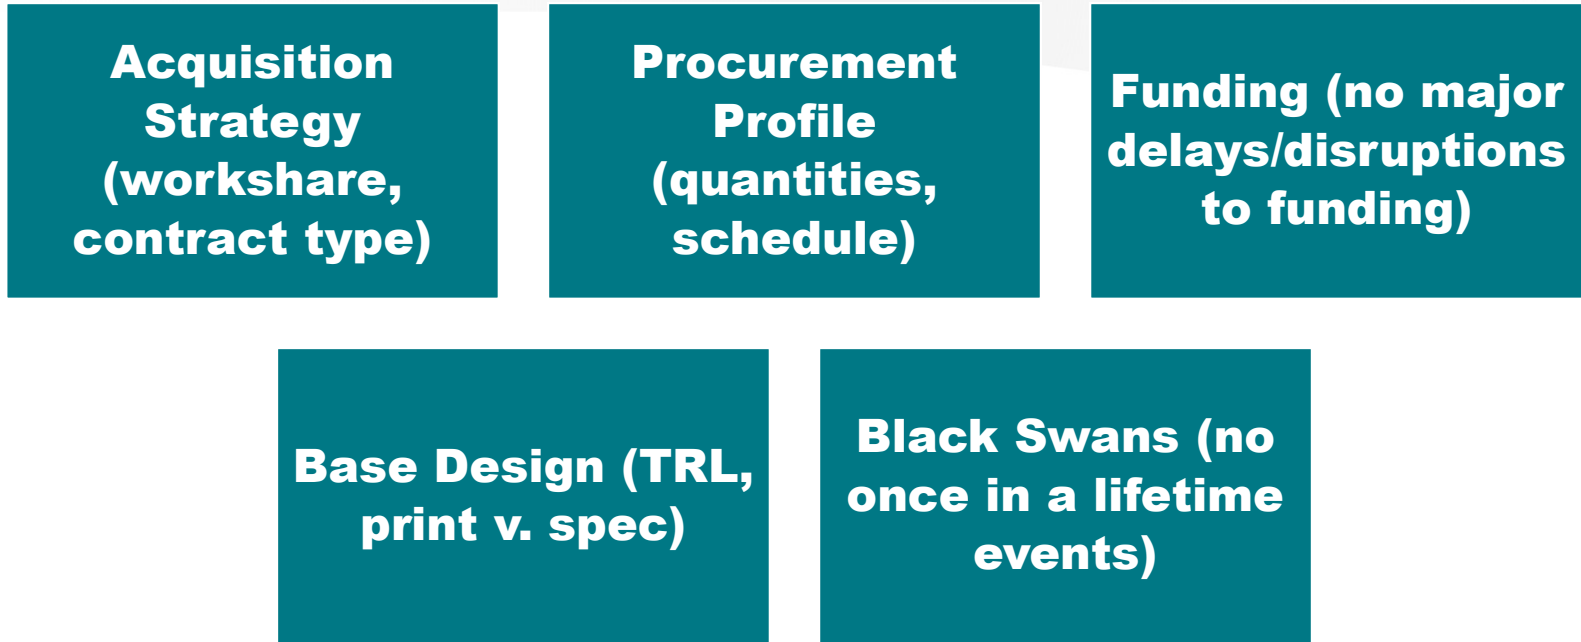 Acquisition
Strategy
(workshare,
contract type)
Procurement
Profile
(quantities,
schedule)
Funding (no major
delays/disruptions
to funding)
Base Design (TRL,
print v. spec)
Black Swans (no
once in a lifetime
events)